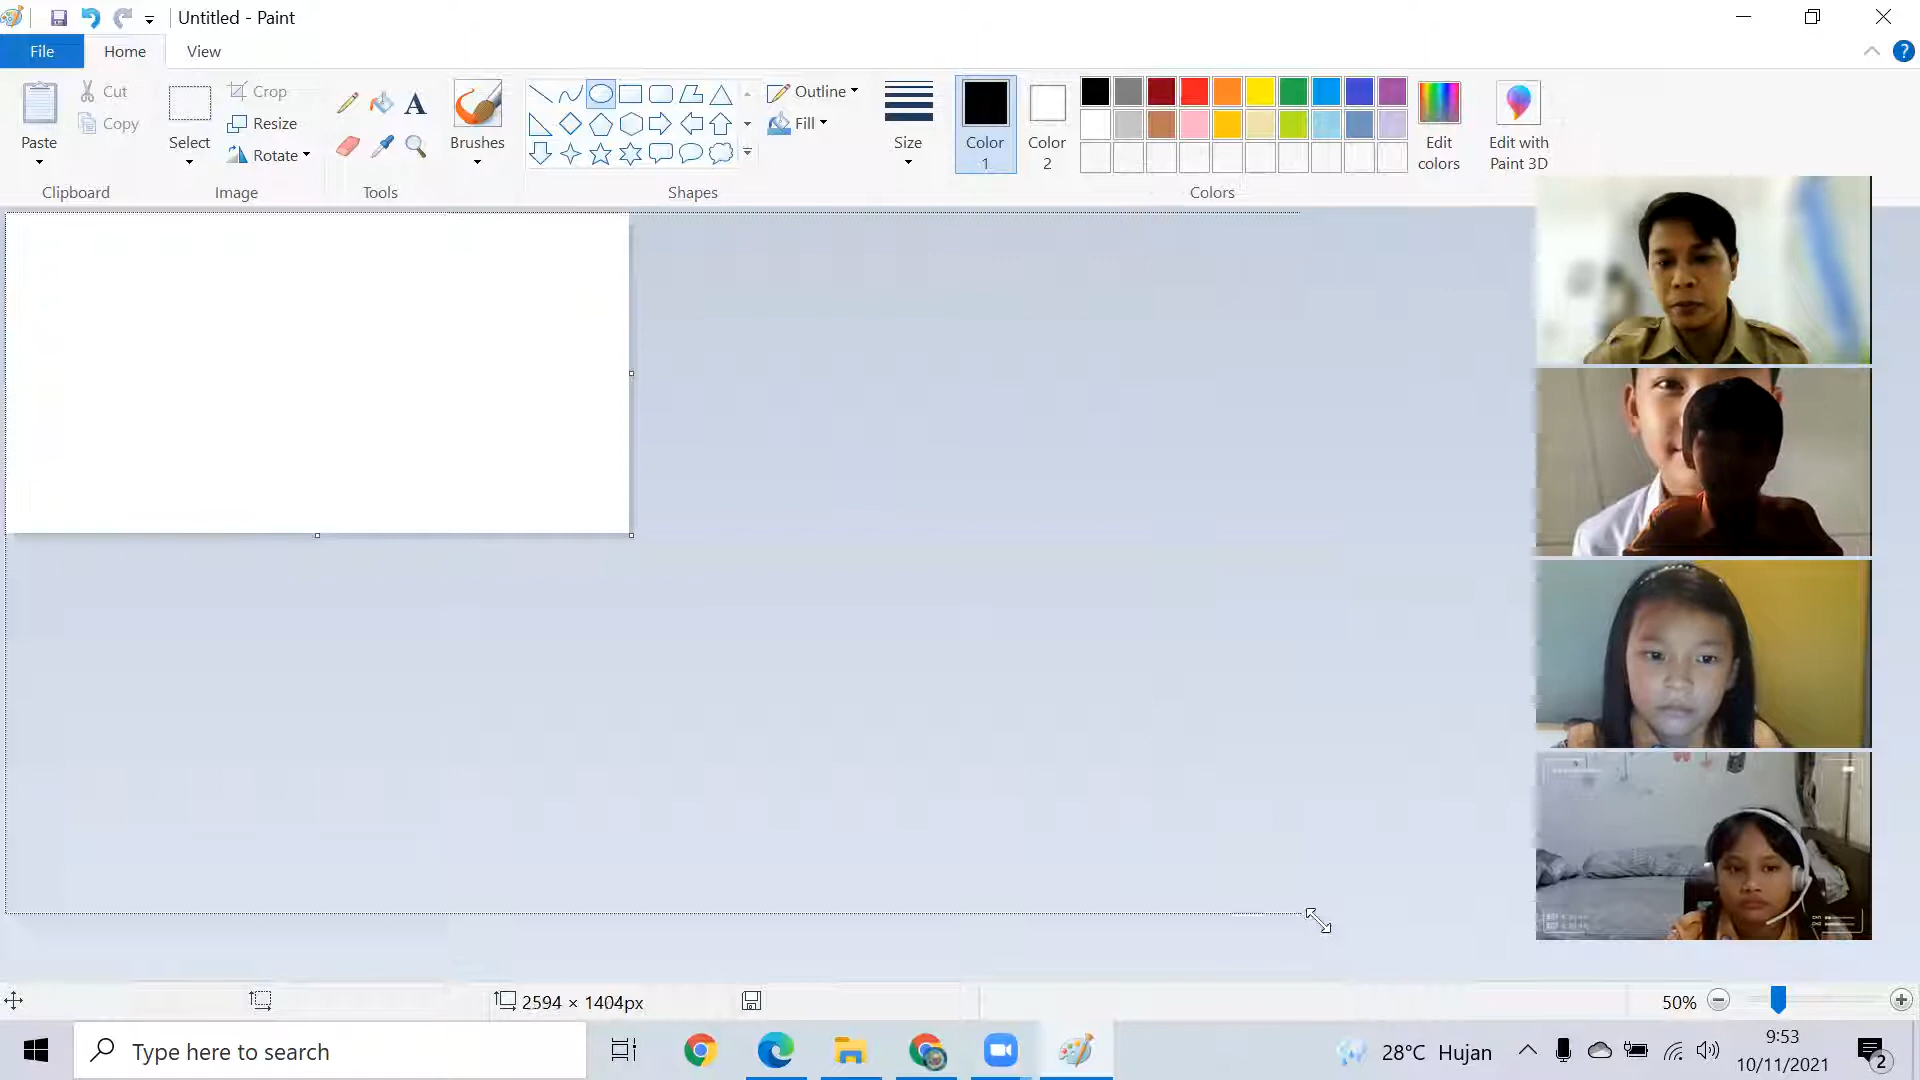 Untitled - Paint
File Home View
Paste
Cut
Copy
Clipboard
Select
Crop
Resize
Rotate
Image
A
Tools
Brushes
Shapes
Outline
Fill
Size
Color 1
Color 2
Colors
Edit colors
Edit with Paint 3D
?
2594 × 1404px
50%
Type here to search
28°C Hujan
9:53
10/11/2021
2